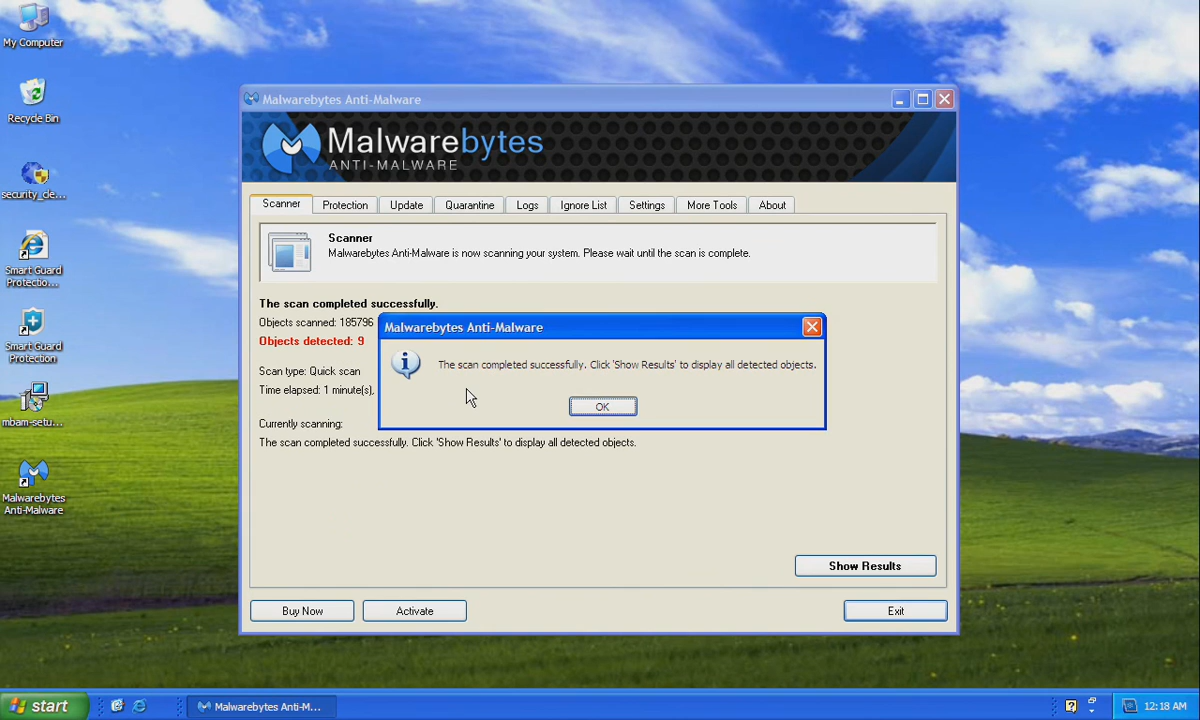 My Computer
Recycle Bin
security_cle...
Smart Guard
Protectio...
Smart Guard
Protection
mbam-setu...
Malwarebytes
Anti-Malware
Malwarebytes Anti-Malware
Malwarebytes
ANTI-MALWARE
Scanner Protection Update Quarantine Logs Ignore List Settings More Tools About
Scanner
Malwarebytes Anti-Malware is now scanning your system. Please wait until the scan is complete.
The scan completed successfully.
Objects scanned: 185796
Objects detected: 9
Scan type: Quick scan
Time elapsed: 1 minute(s),
Currently scanning:
The scan completed successfully. Click 'Show Results' to display all detected objects.
Malwarebytes Anti-Malware
The scan completed successfully. Click 'Show Results' to display all detected objects.
OK
Show Results
Buy Now Activate Exit
start Malwarebytes Anti-M... 12:18 AM